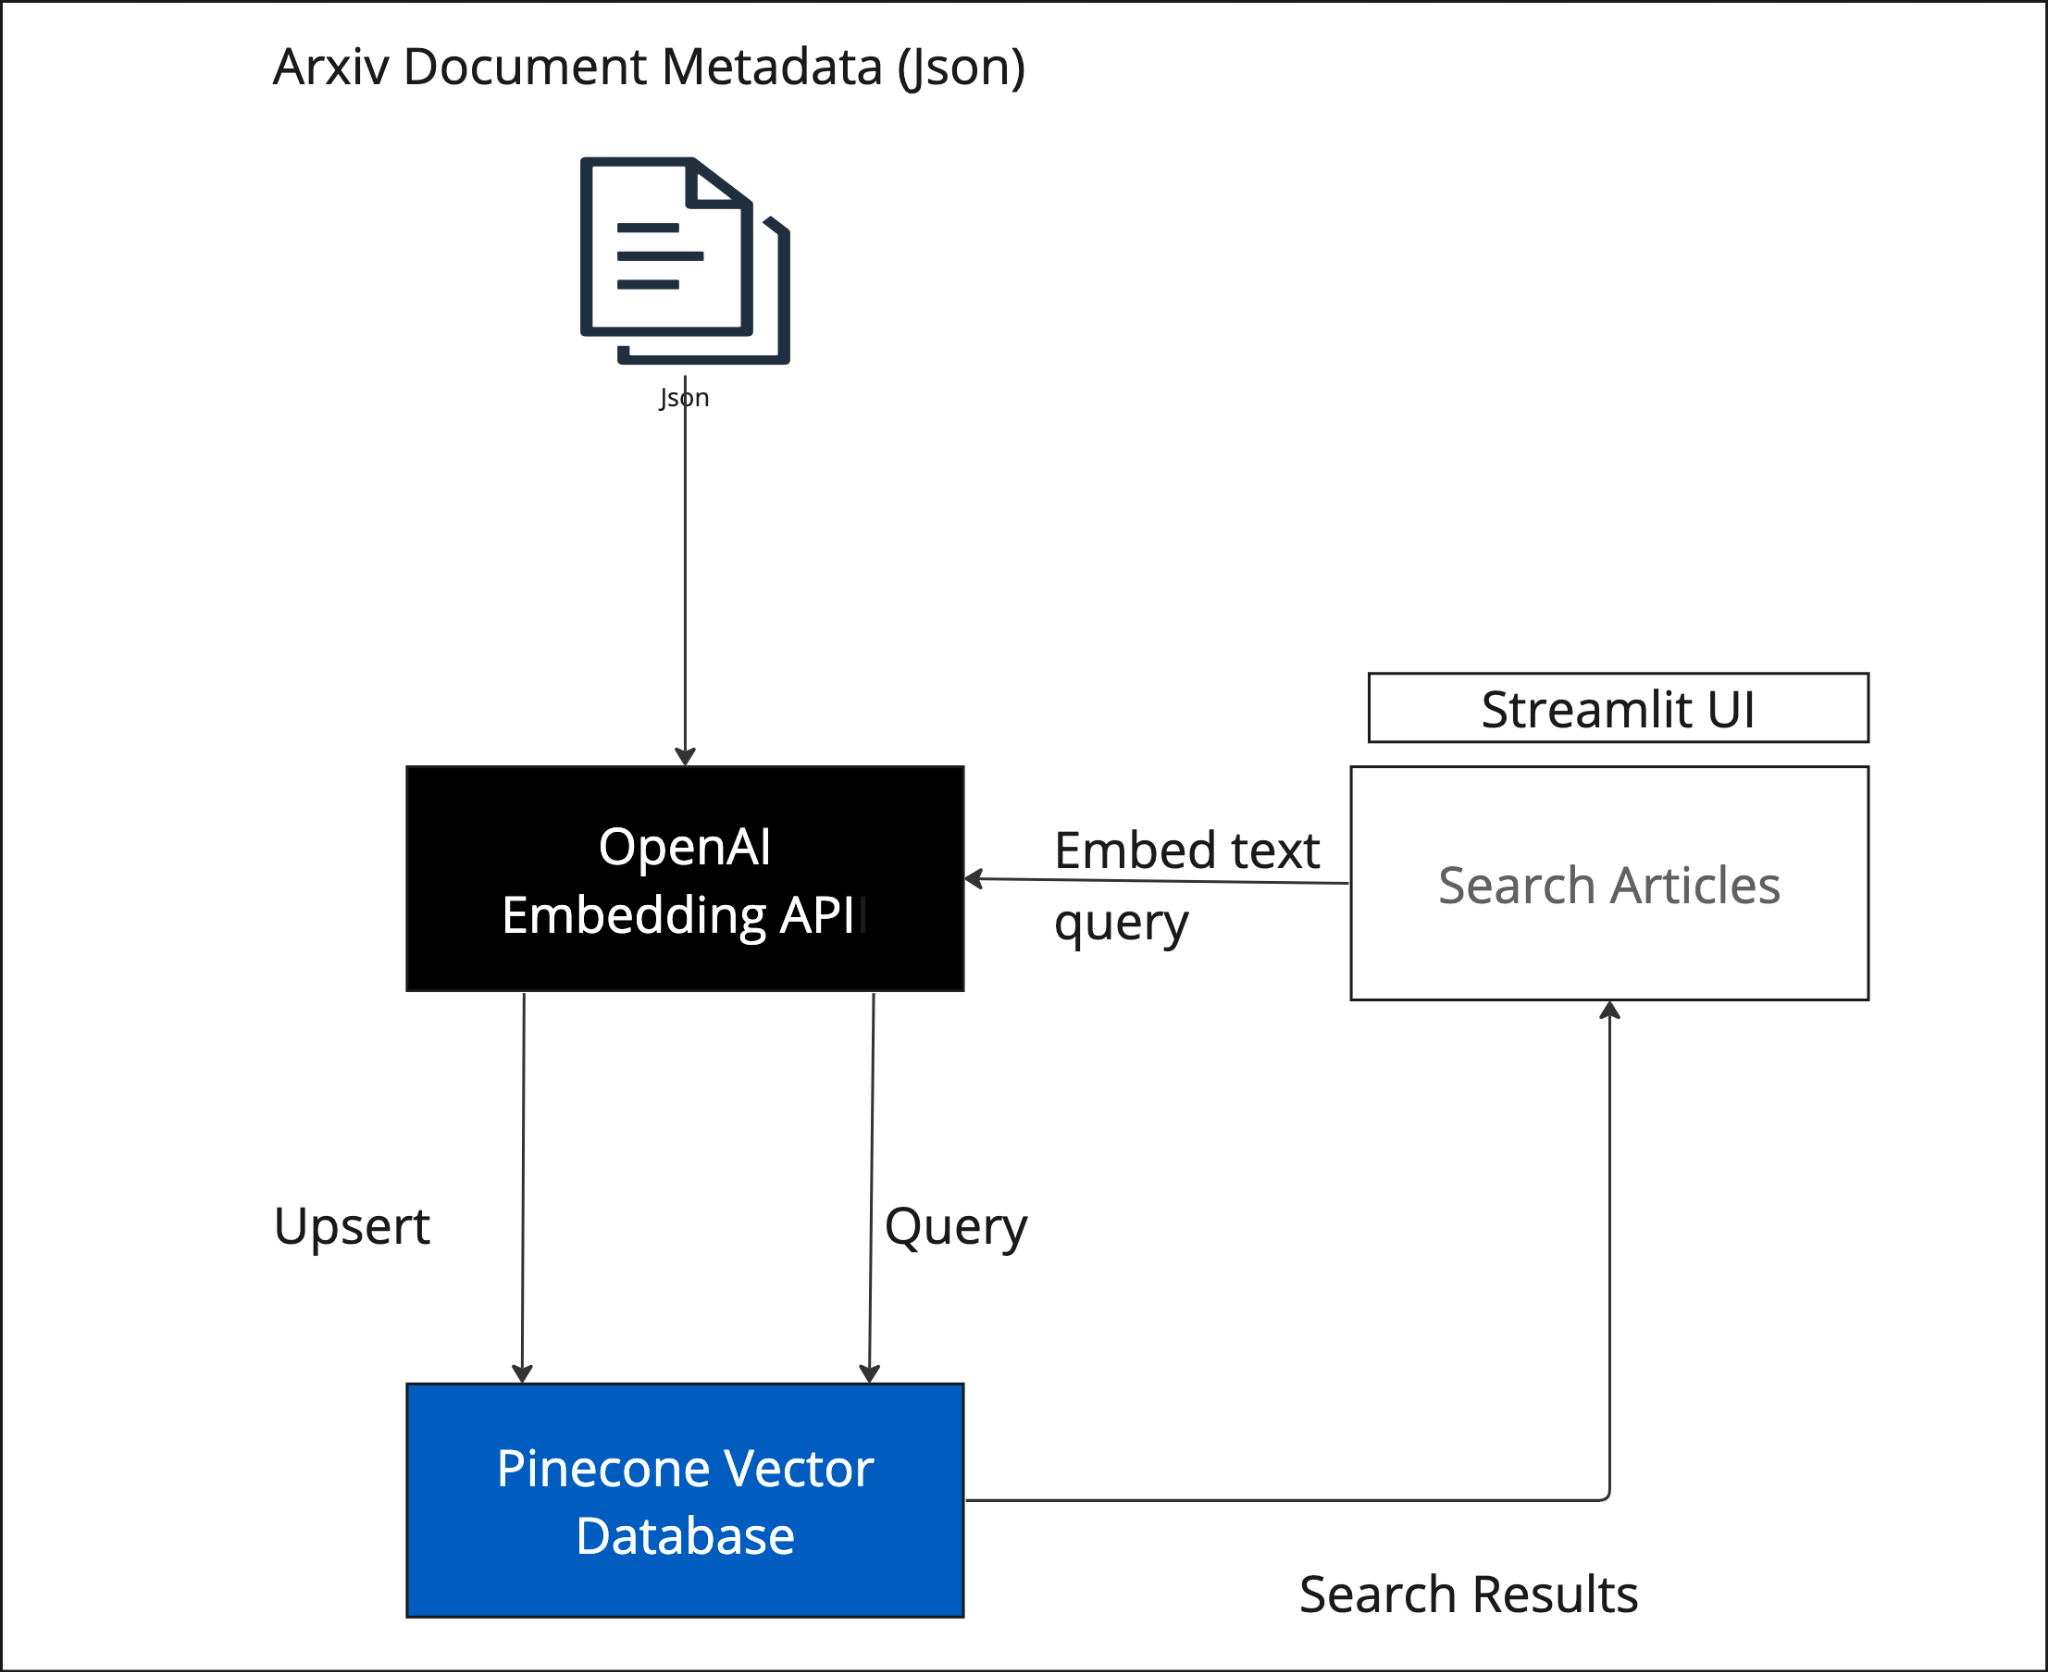 Arxiv Document Metadata (Json)
Json
Streamlit UI
OpenAI
Embedding API
Embed text
query
Search Articles
Upsert
Query
Pinecone Vector
Database
Search Results